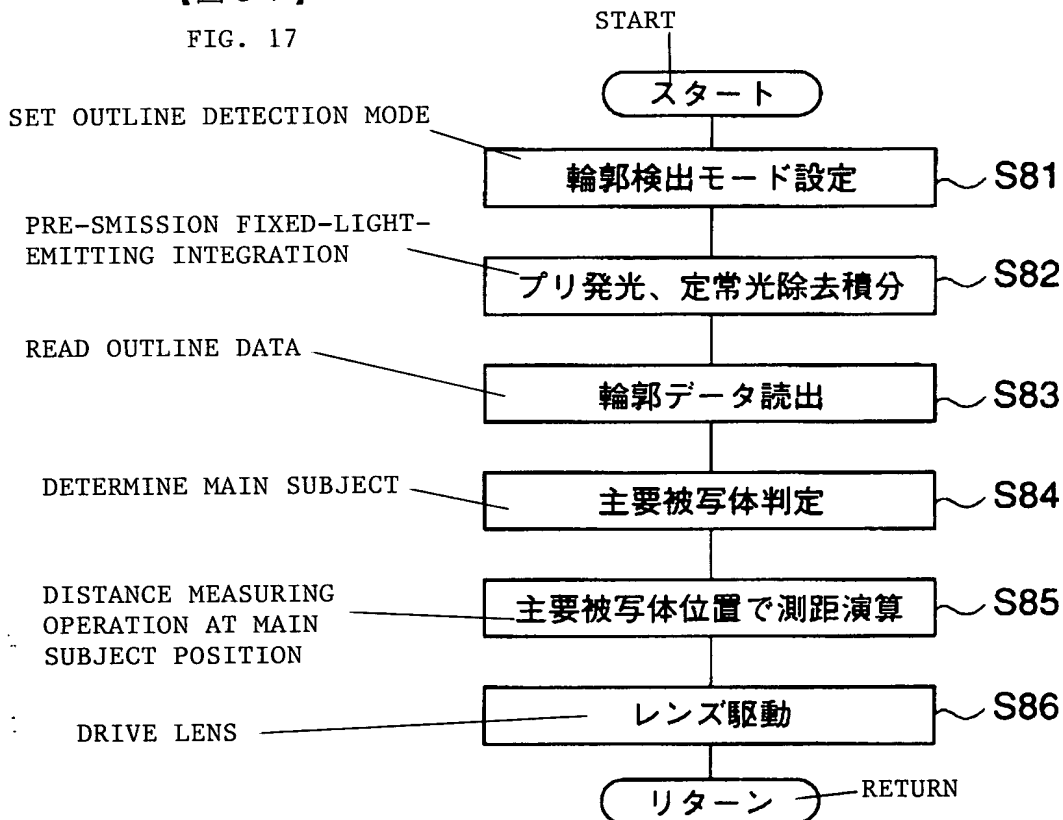 FIG. 17
START
スタート
SET OUTLINE DETECTION MODE
輪郭検出モード設定
S81
PRE-SMISSION FIXED-LIGHT-
EMITTING INTEGRATION
プリ発光、定常光除去積分
S82
READ OUTLINE DATA
輪郭データ読出
S83
DETERMINE MAIN SUBJECT
主要被写体判定
S84
DISTANCE MEASURING
OPERATION AT MAIN
SUBJECT POSITION
主要被写体位置で測距演算
S85
DRIVE LENS
レンズ駆動
S86
リターン
RETURN